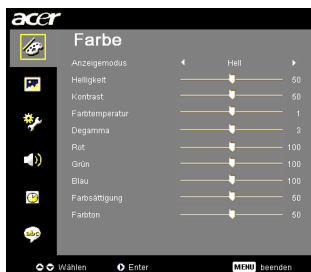 acer
Farbe
Anzeigemodus Hell
Helligkeit 50
Kontrast 50
Farbtemperatur 1
Degamma 3
Rot 100
Grün 100
Blau 100
Farbsättigung 50
Farbton 50
abc
Wählen Enter MENU beenden